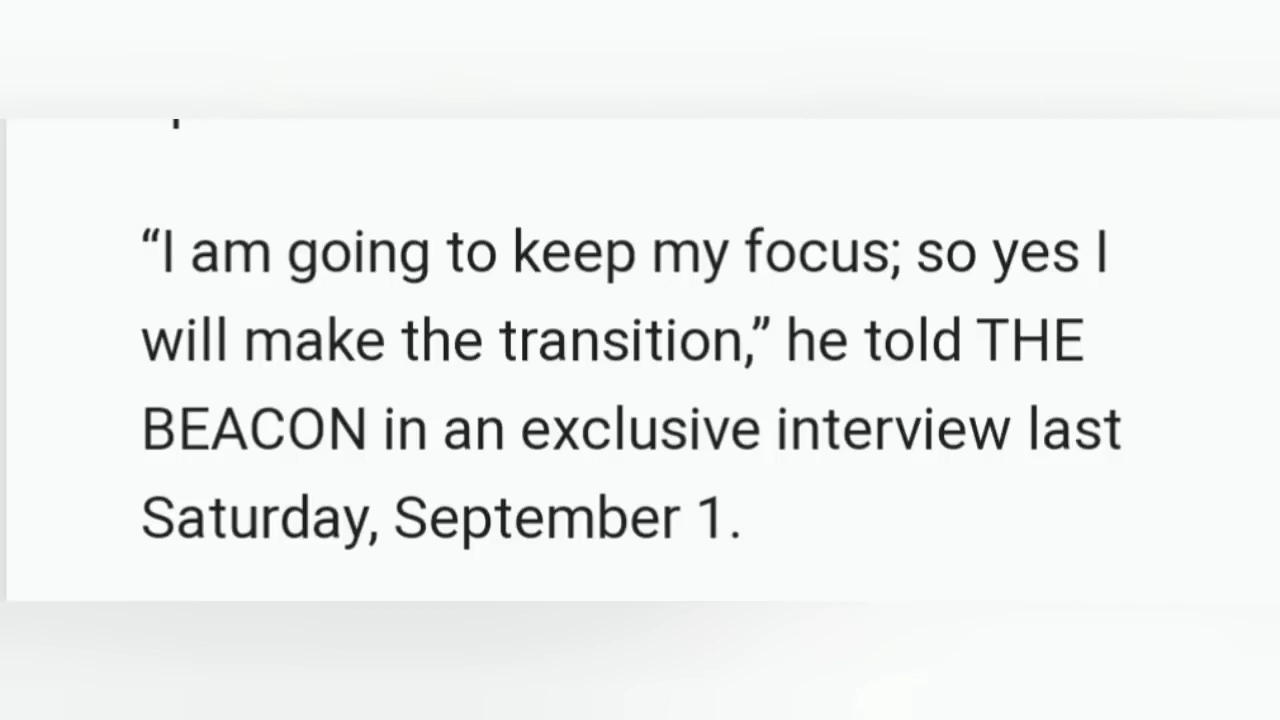 “I am going to keep my focus; so yes I
will make the transition,” he told THE
BEACON in an exclusive interview last
Saturday, September 1.